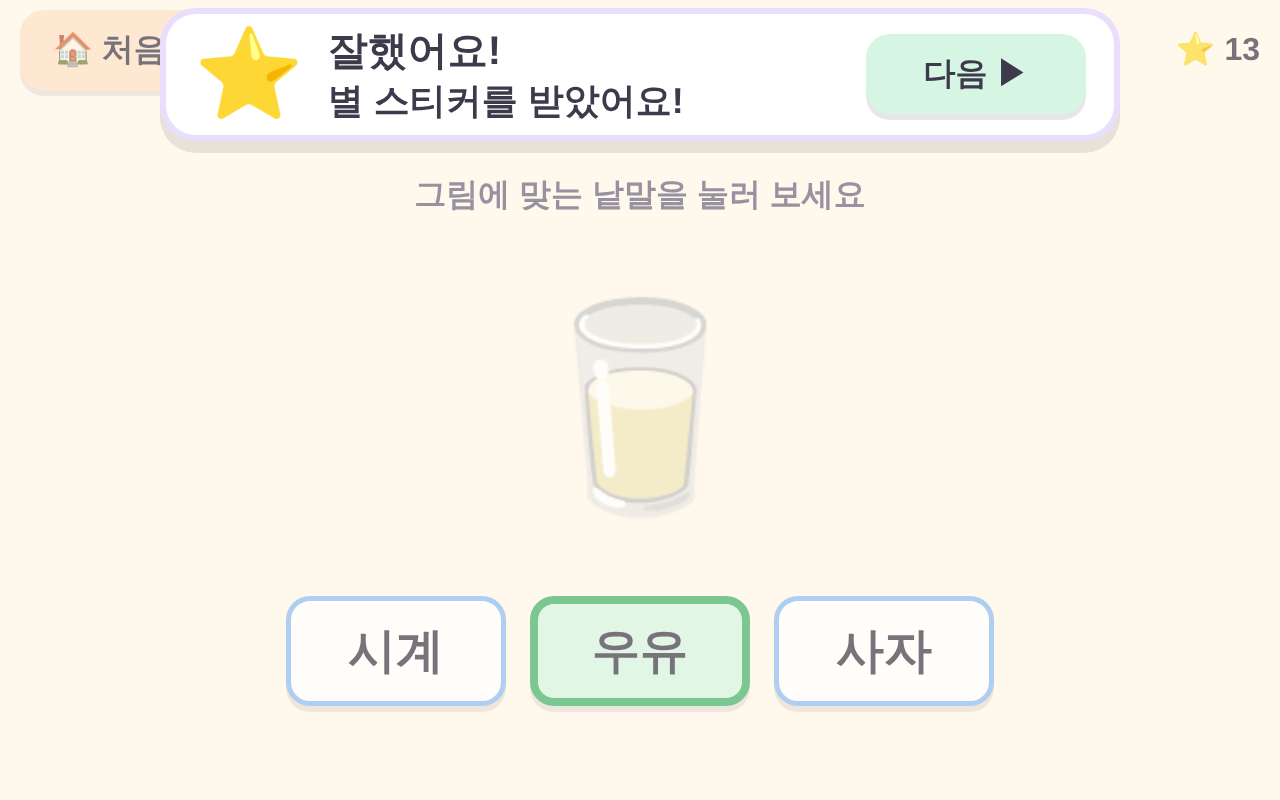 처음
잘했어요!
별 스티커를 받았어요!
다음 ▶
13
그림에 맞는 낱말을 눌러 보세요
시계
우유
사자